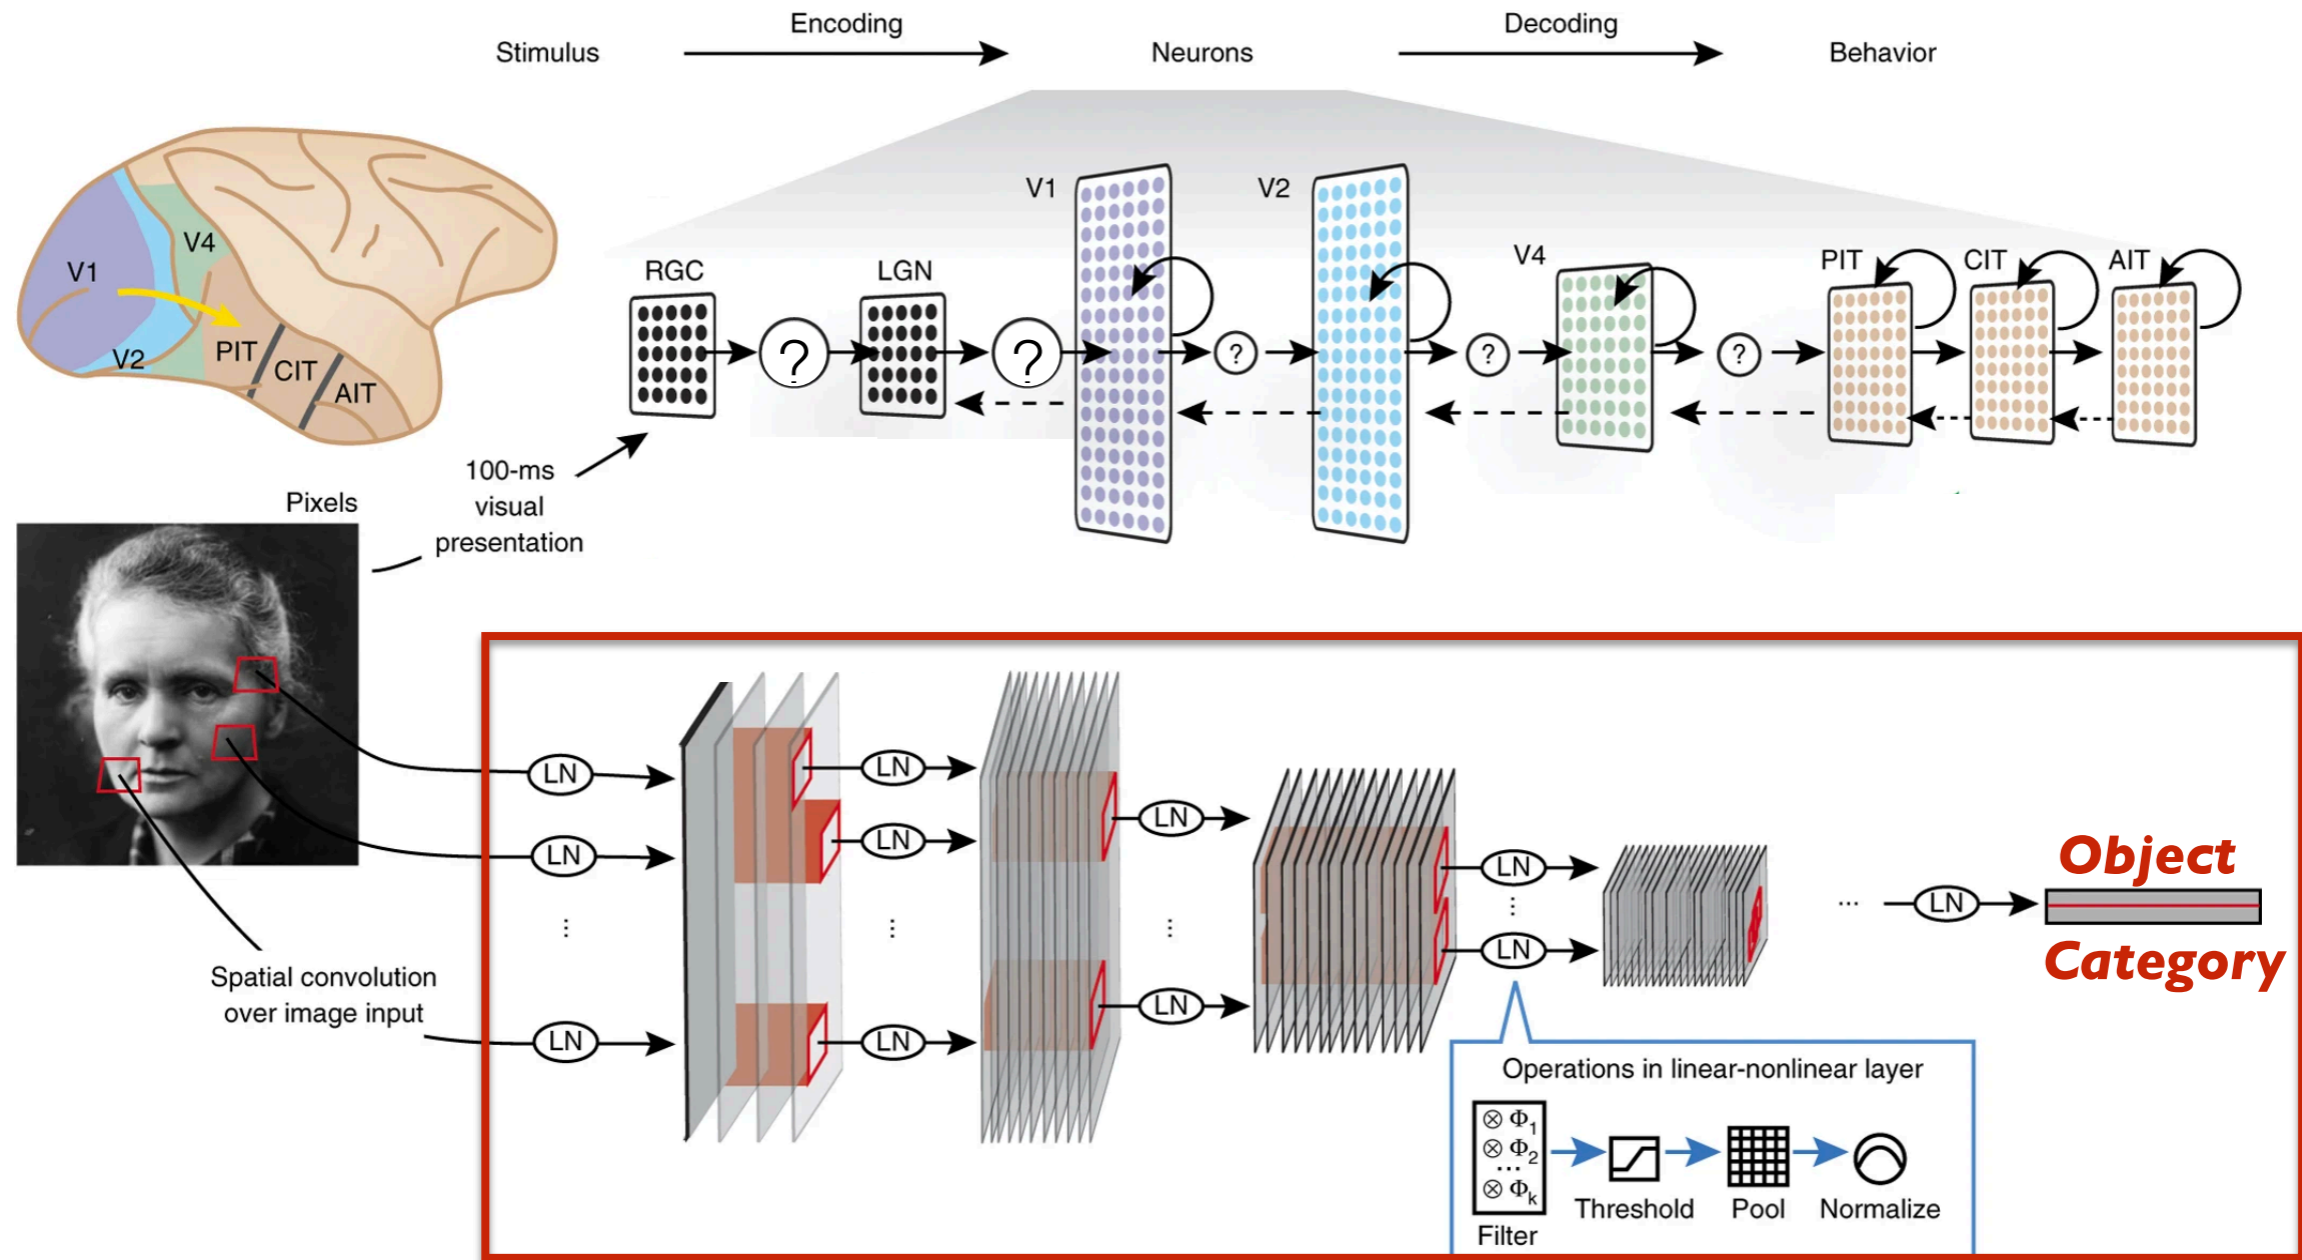 Stimulus
Encoding
Neurons
Decoding
Behavior
V1
V2
V4
PIT
CIT
AIT
RGC
LGN
V1
V2
V4
PIT
CIT
AIT
?
?
?
?
?
100-ms
visual
presentation
Pixels
Spatial convolution
over image input
LN
LN
⋮
LN
LN
LN
⋮
LN
LN
⋮
LN
LN
⋮
LN
...
LN
Object
Category
Operations in linear-nonlinear layer
⊗ Φ1
⊗ Φ2
...
⊗ Φk
Filter
Threshold
Pool
Normalize